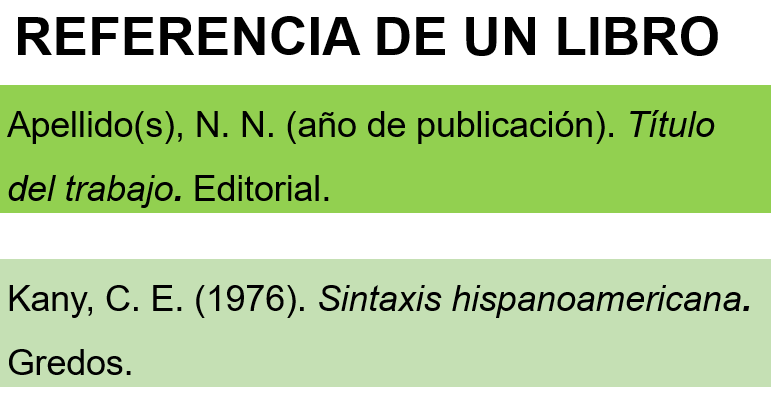 REFERENCIA DE UN LIBRO
Apellido(s), N. N. (año de publicación). Título
del trabajo. Editorial.
Kany, C. E. (1976). Sintaxis hispanoamericana.
Gredos.